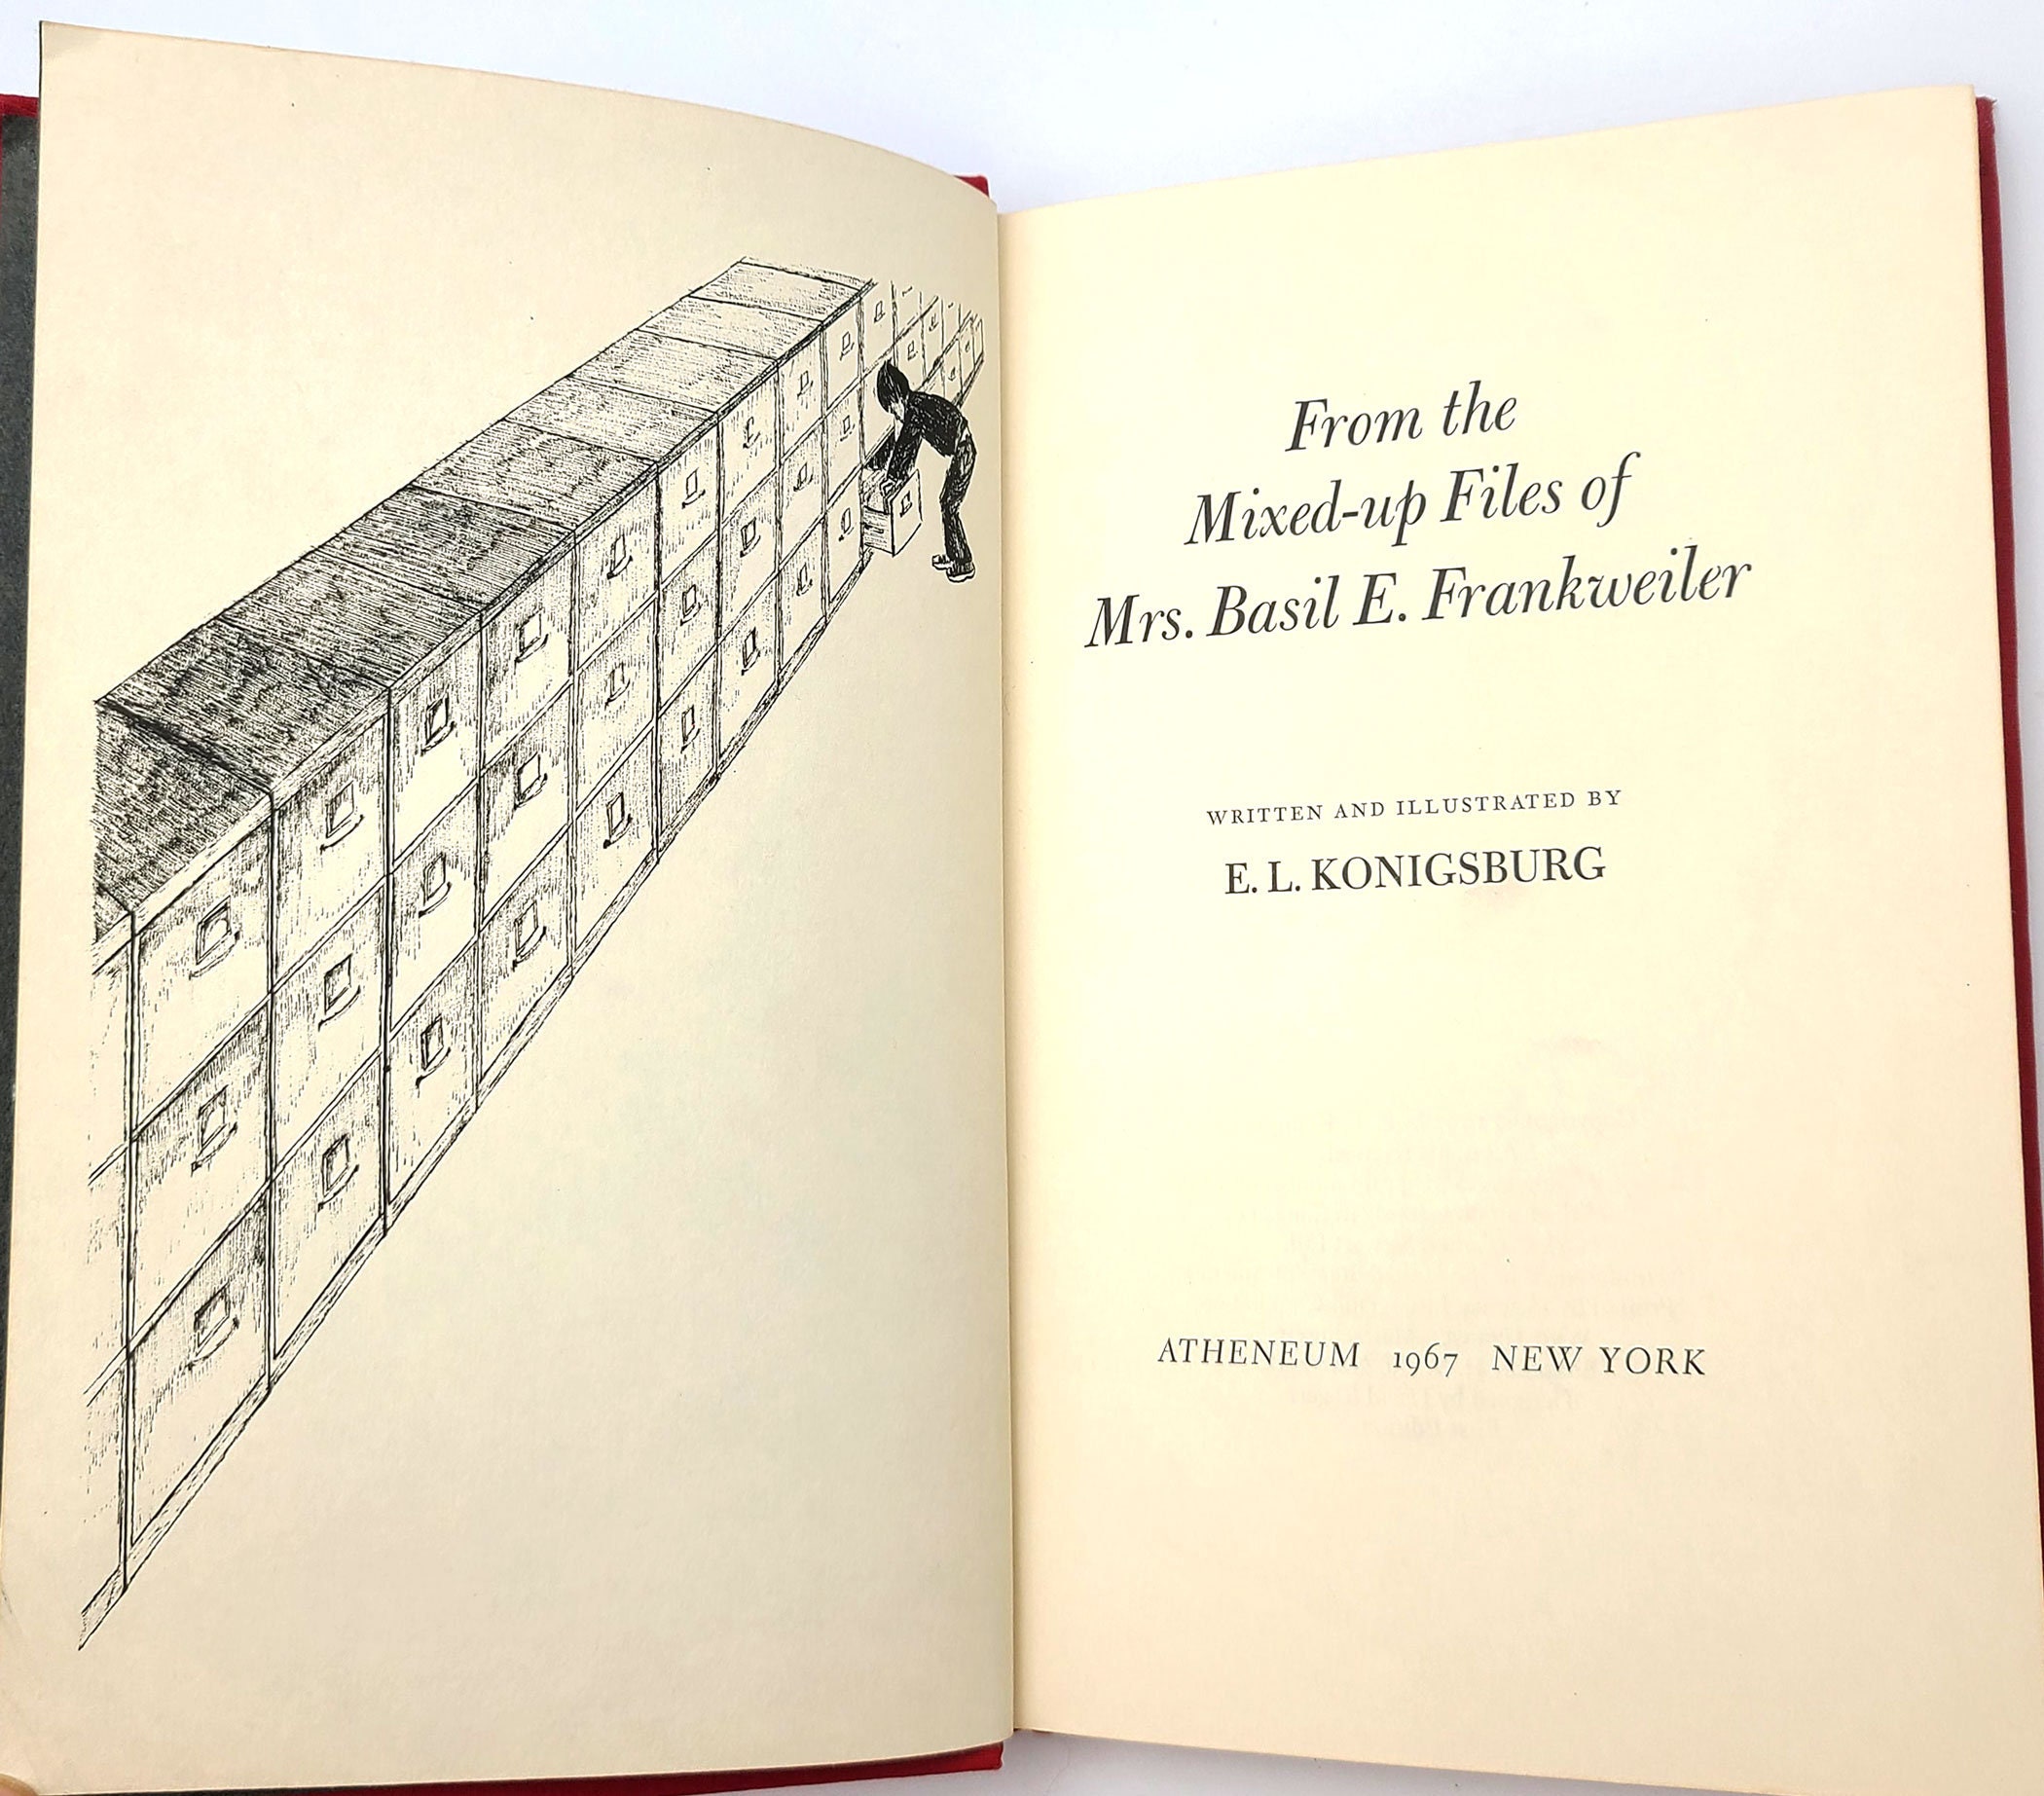 From the
Mixed-up Files of
Mrs. Basil E. Frankweiler
WRITTEN AND ILLUSTRATED BY
E. L. KONIGSBURG
ATHENEUM 1967 NEW YORK